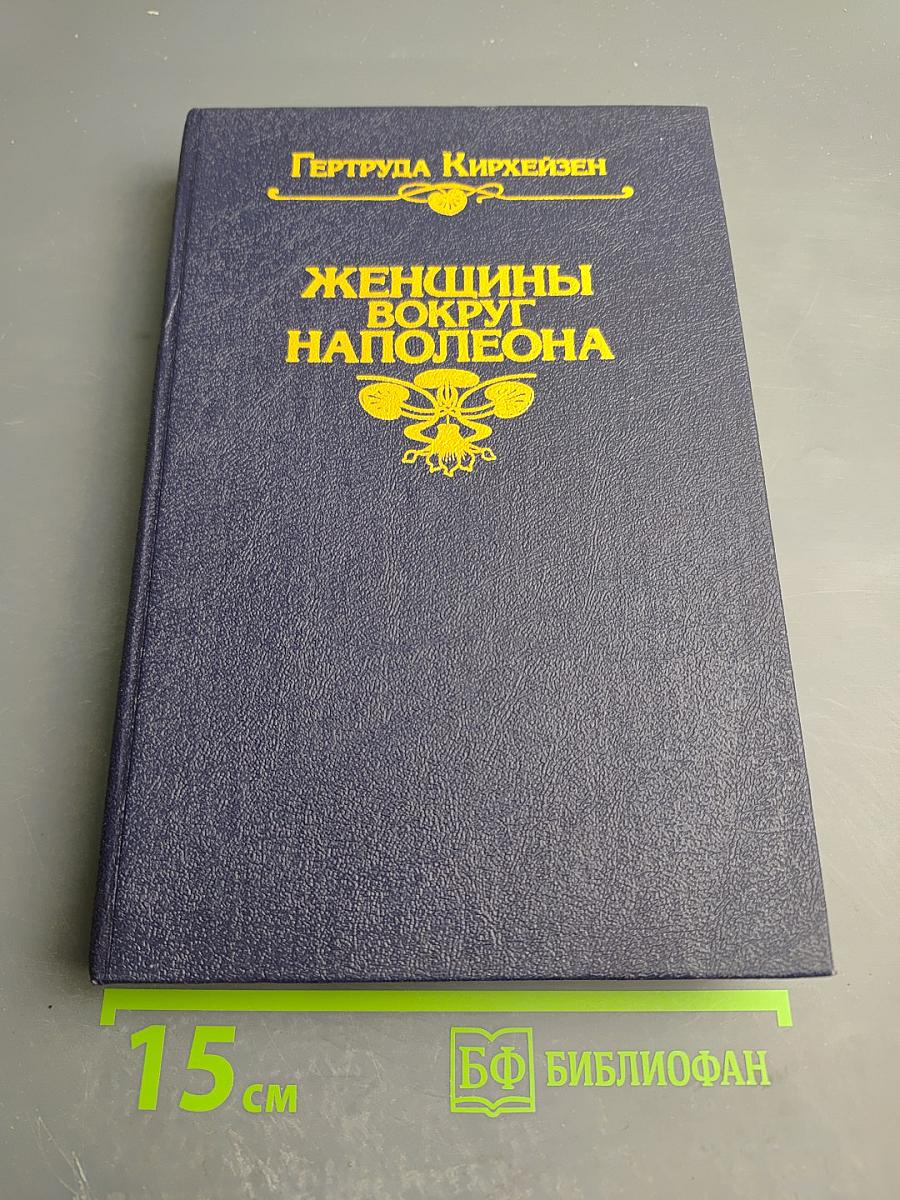 Гертруда Кирхейзен
ЖЕНЩИНЫ
ВОКРУГ
НАПОЛЕОНА
15 см
БФ БИБЛИОФАН